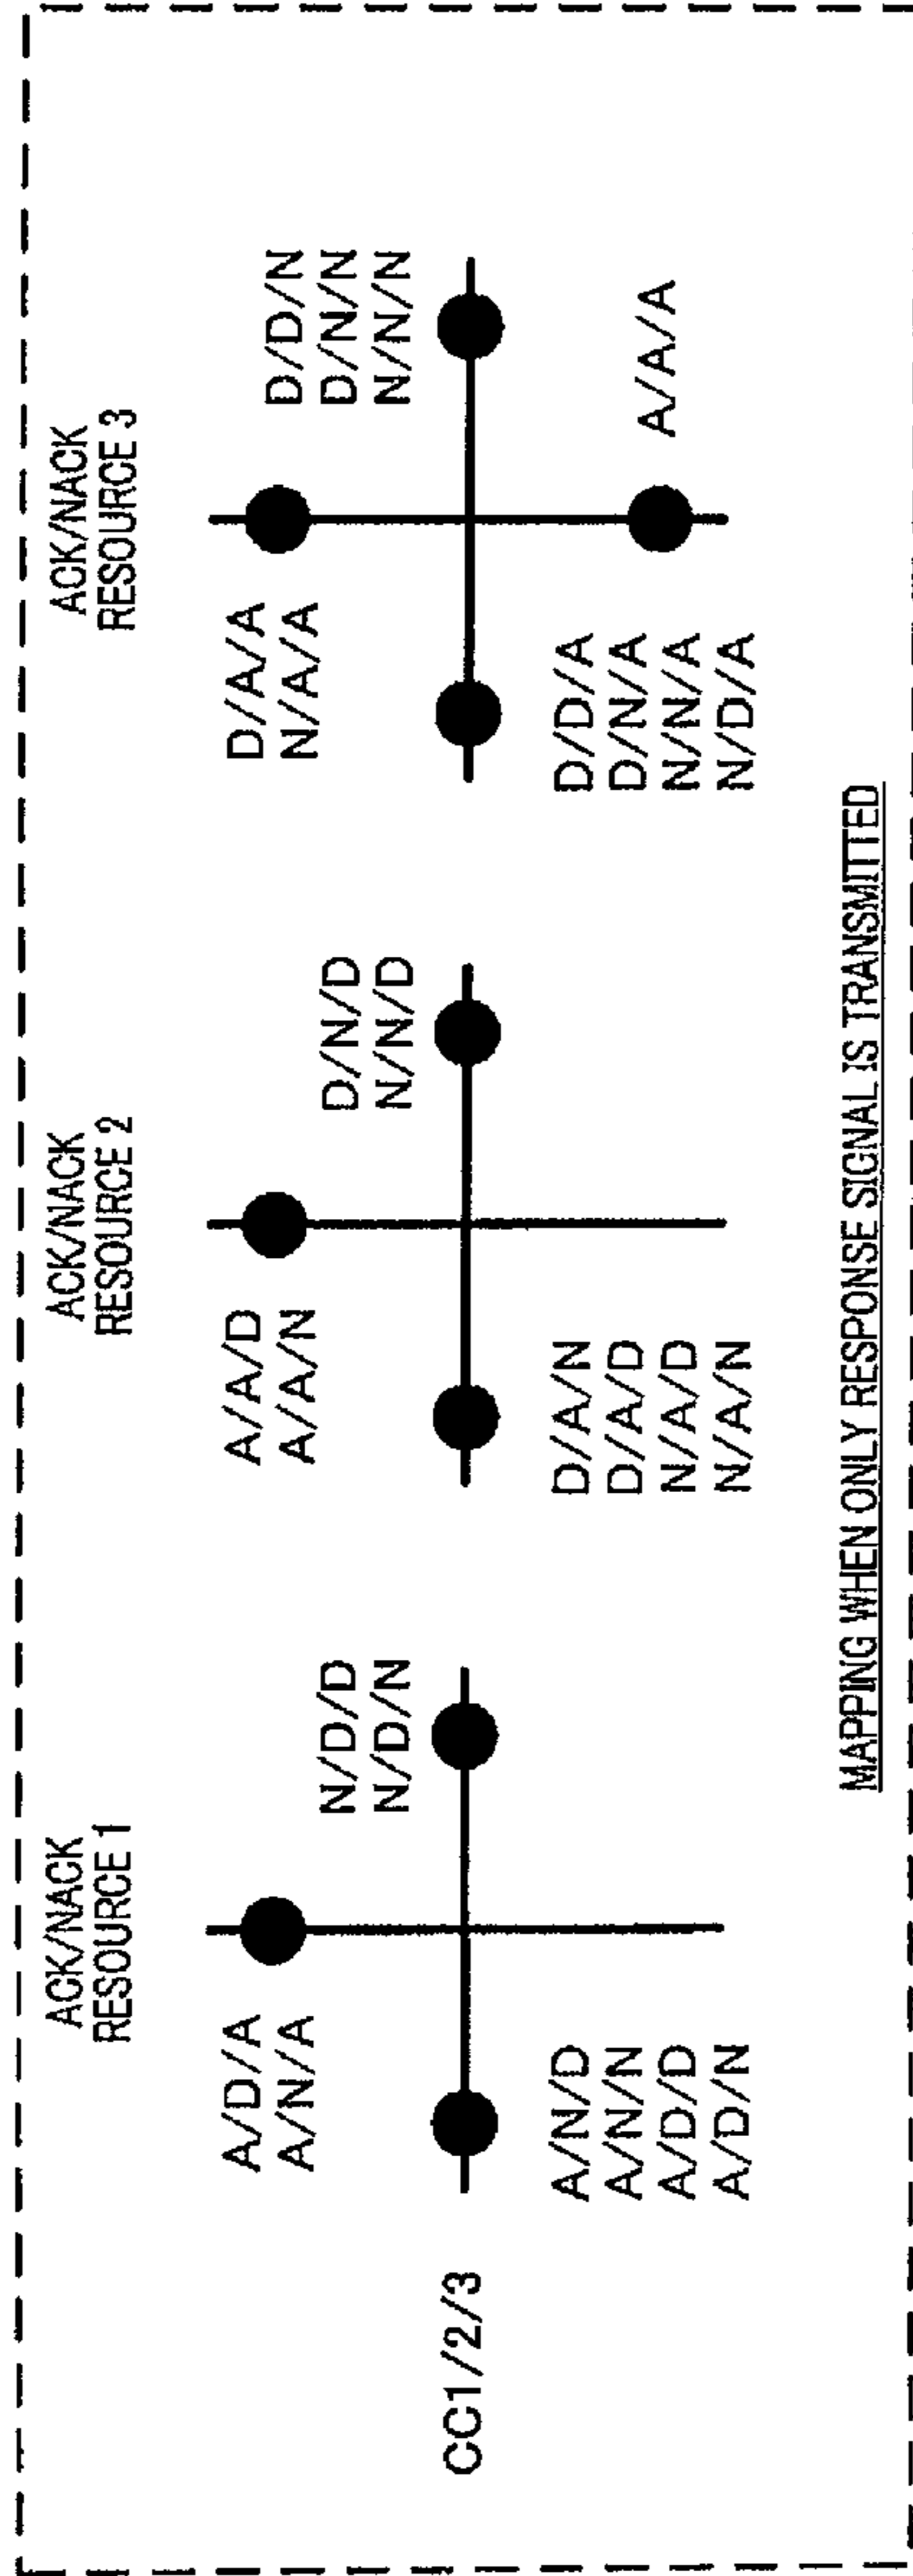 ACK/NACK
RESOURCE 1
ACK/NACK
RESOURCE 2
ACK/NACK
RESOURCE 3
CC1/2/3
A/D/A
A/N/A
N/D/D
N/D/N
A/N/D
A/N/N
A/D/D
A/D/N
A/A/D
A/A/N
D/N/D
N/N/D
D/A/N
D/A/D
N/A/D
N/A/N
D/A/A
N/A/A
D/D/N
D/N/N
N/N/N
D/D/A
D/N/A
N/N/A
N/D/A
A/A/A
MAPPING WHEN ONLY RESPONSE SIGNAL IS TRANSMITTED